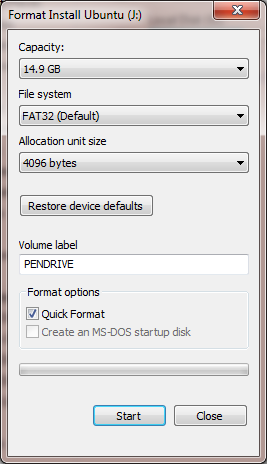 Format Install Ubuntu (J:)
Capacity:
14.9 GB
File system
FAT32 (Default)
Allocation unit size
4096 bytes
Restore device defaults
Volume label
PENDRIVE
Format options
Quick Format
Create an MS-DOS startup disk
Start
Close